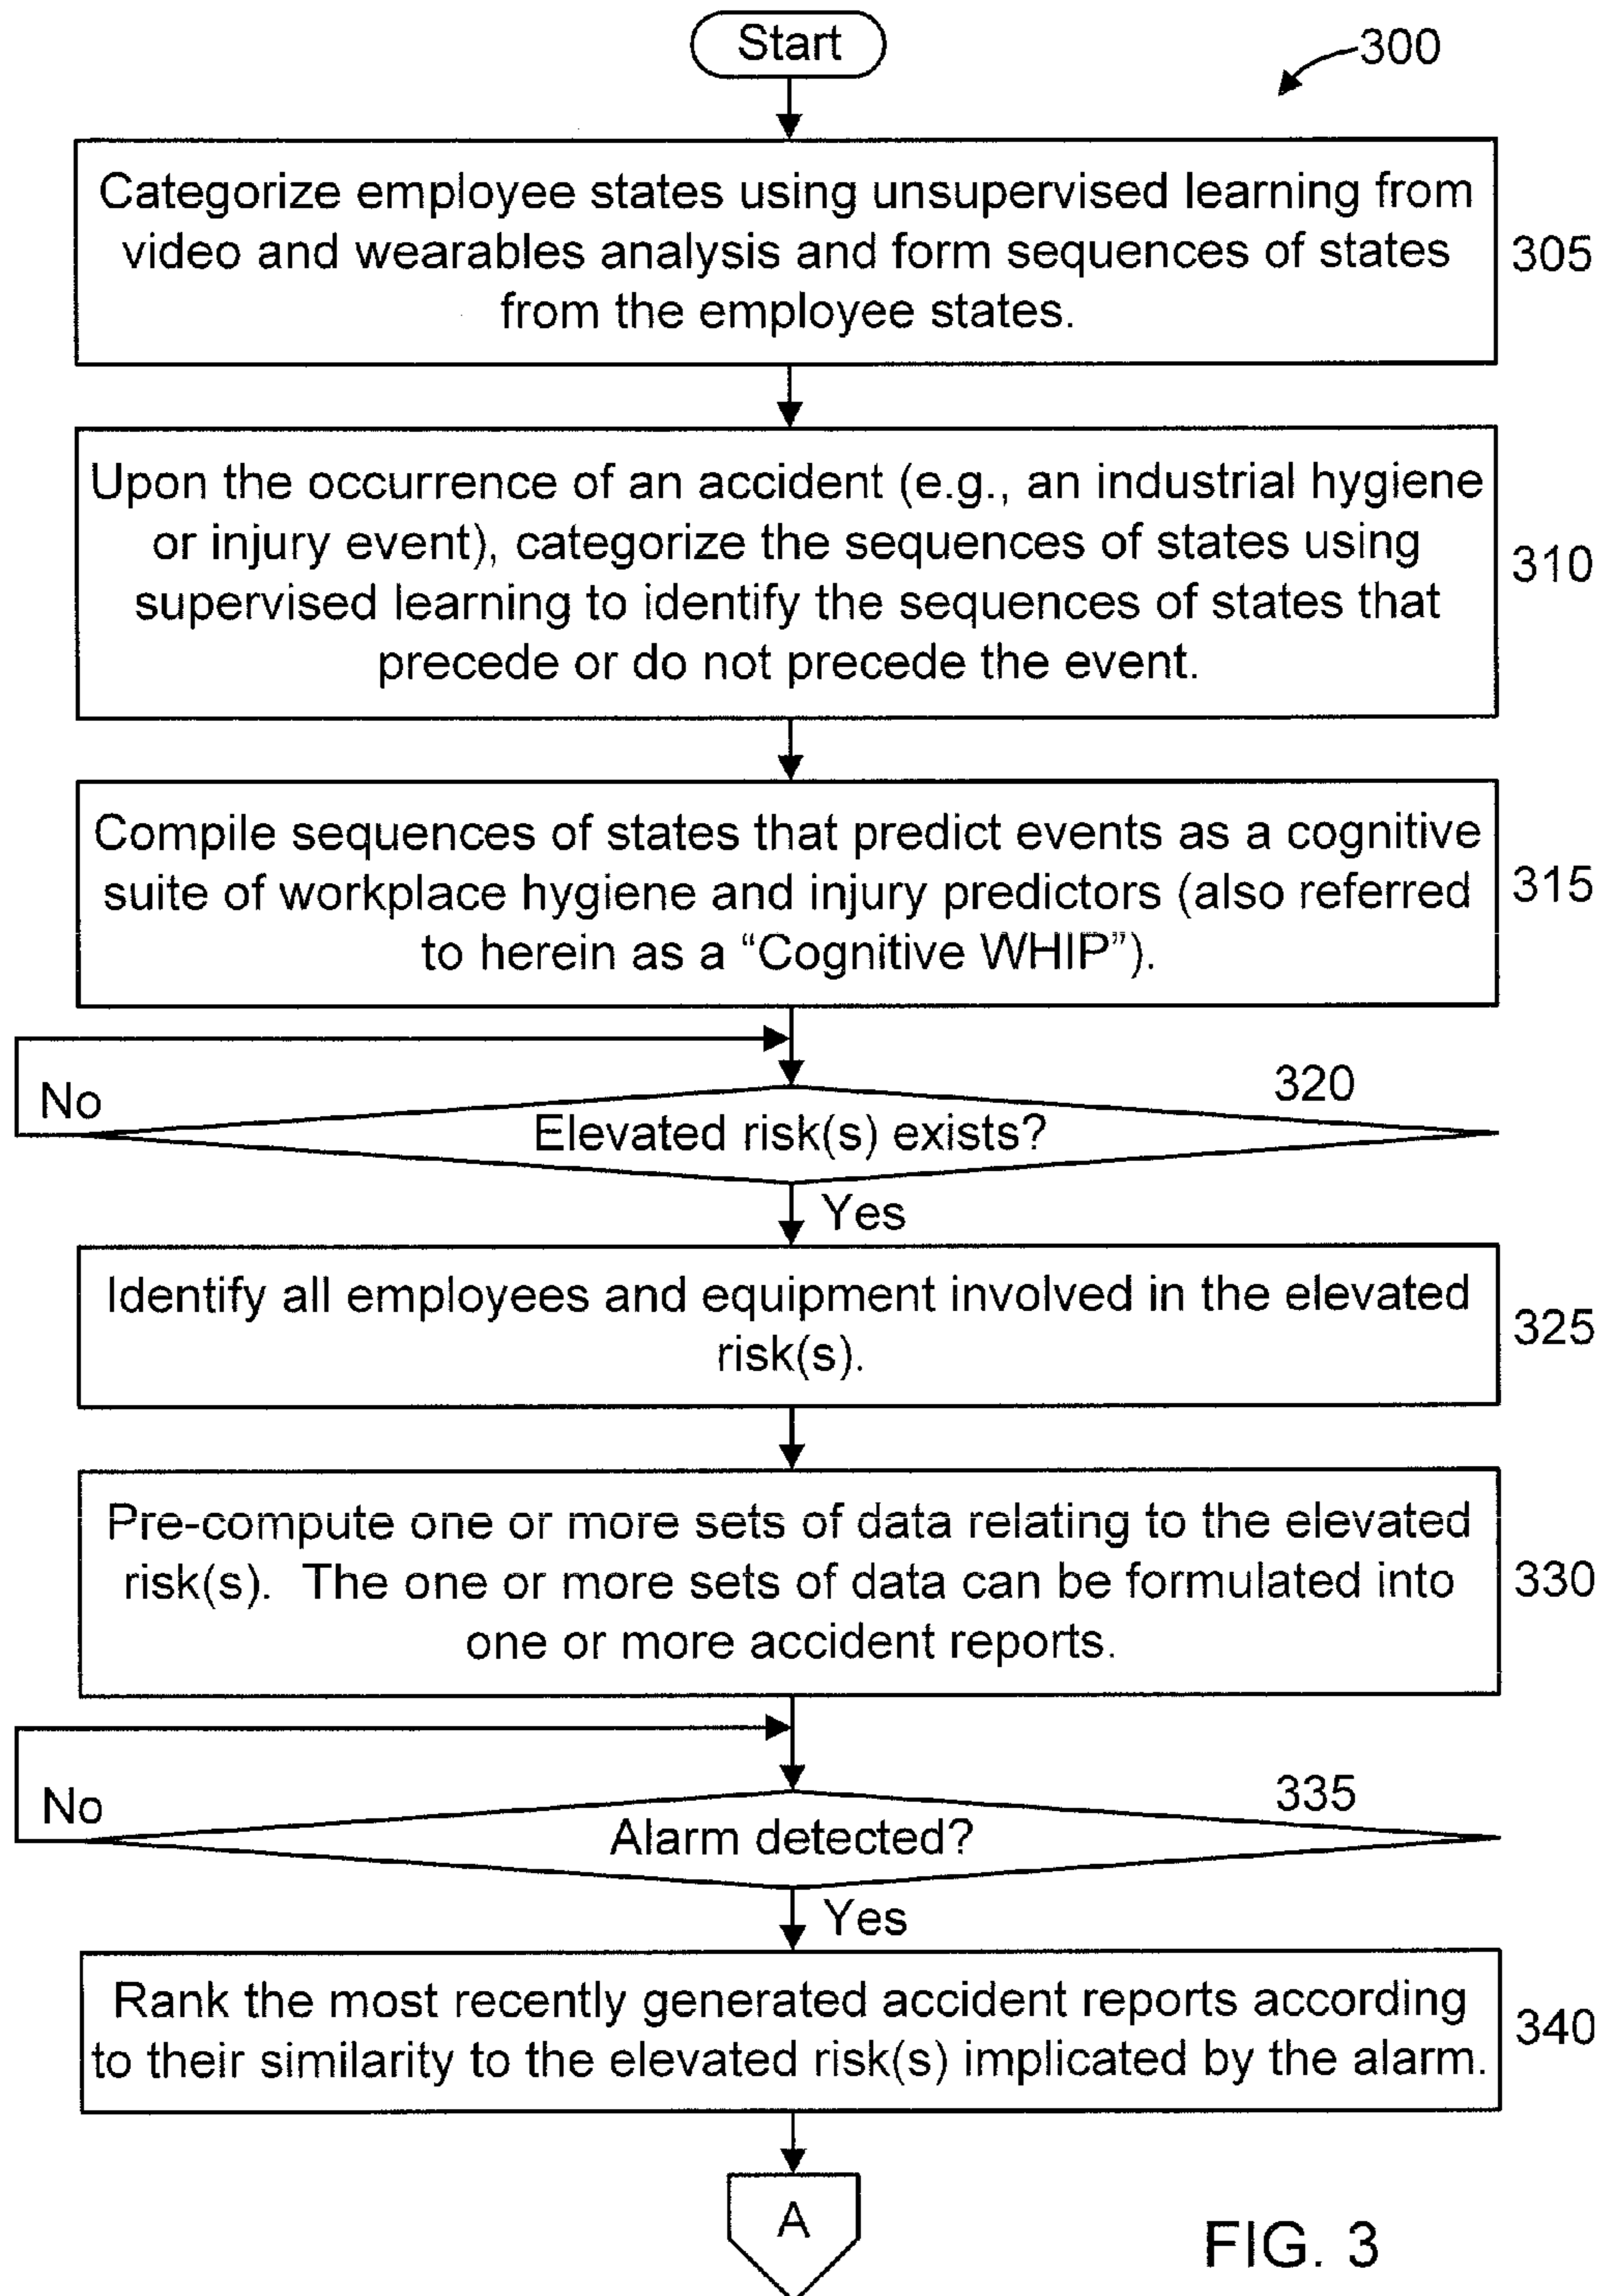 Start
300
Categorize employee states using unsupervised learning from
video and wearables analysis and form sequences of states
from the employee states.
305
Upon the occurrence of an accident (e.g., an industrial hygiene
or injury event), categorize the sequences of states using
supervised learning to identify the sequences of states that
precede or do not precede the event.
310
Compile sequences of states that predict events as a cognitive
suite of workplace hygiene and injury predictors (also referred
to herein as a “Cognitive WHIP”).
315
No
320
Elevated risk(s) exists?
Yes
Identify all employees and equipment involved in the elevated
risk(s).
325
Pre-compute one or more sets of data relating to the elevated
risk(s). The one or more sets of data can be formulated into
one or more accident reports.
330
No
335
Alarm detected?
Yes
Rank the most recently generated accident reports according
to their similarity to the elevated risk(s) implicated by the alarm.
340
A
FIG. 3